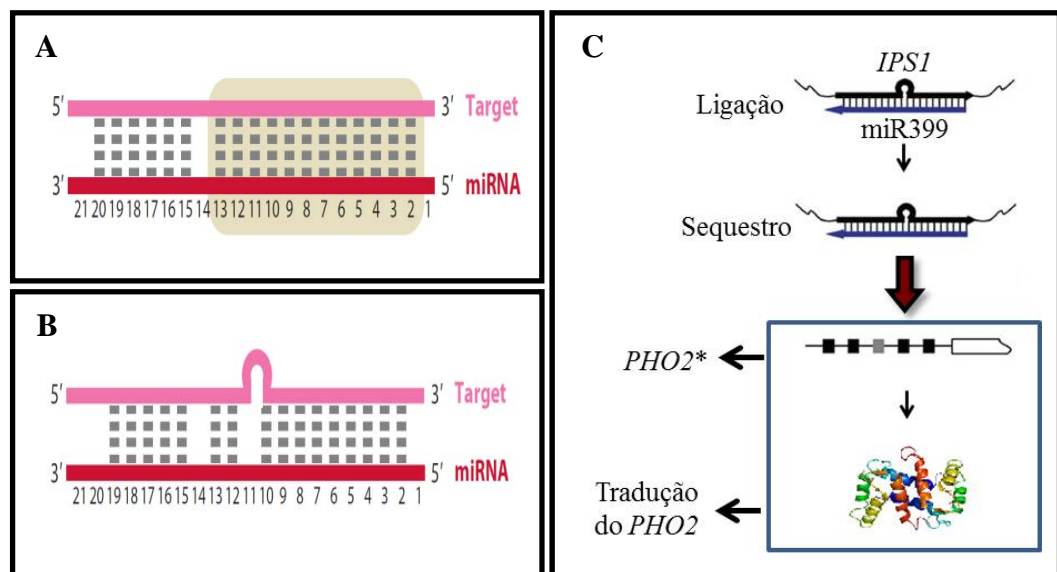 A
5' 3' Target
3' 5' miRNA
21 20 19 18 17 16 15 14 13 12 11 10 9 8 7 6 5 4 3 2 1
B
5' 3' Target
3' 5' miRNA
21 20 19 18 17 16 15 14 13 12 11 10 9 8 7 6 5 4 3 2 1
C
IPS1
Ligação
miR399
Sequestro
PHO2*
Tradução
do PHO2